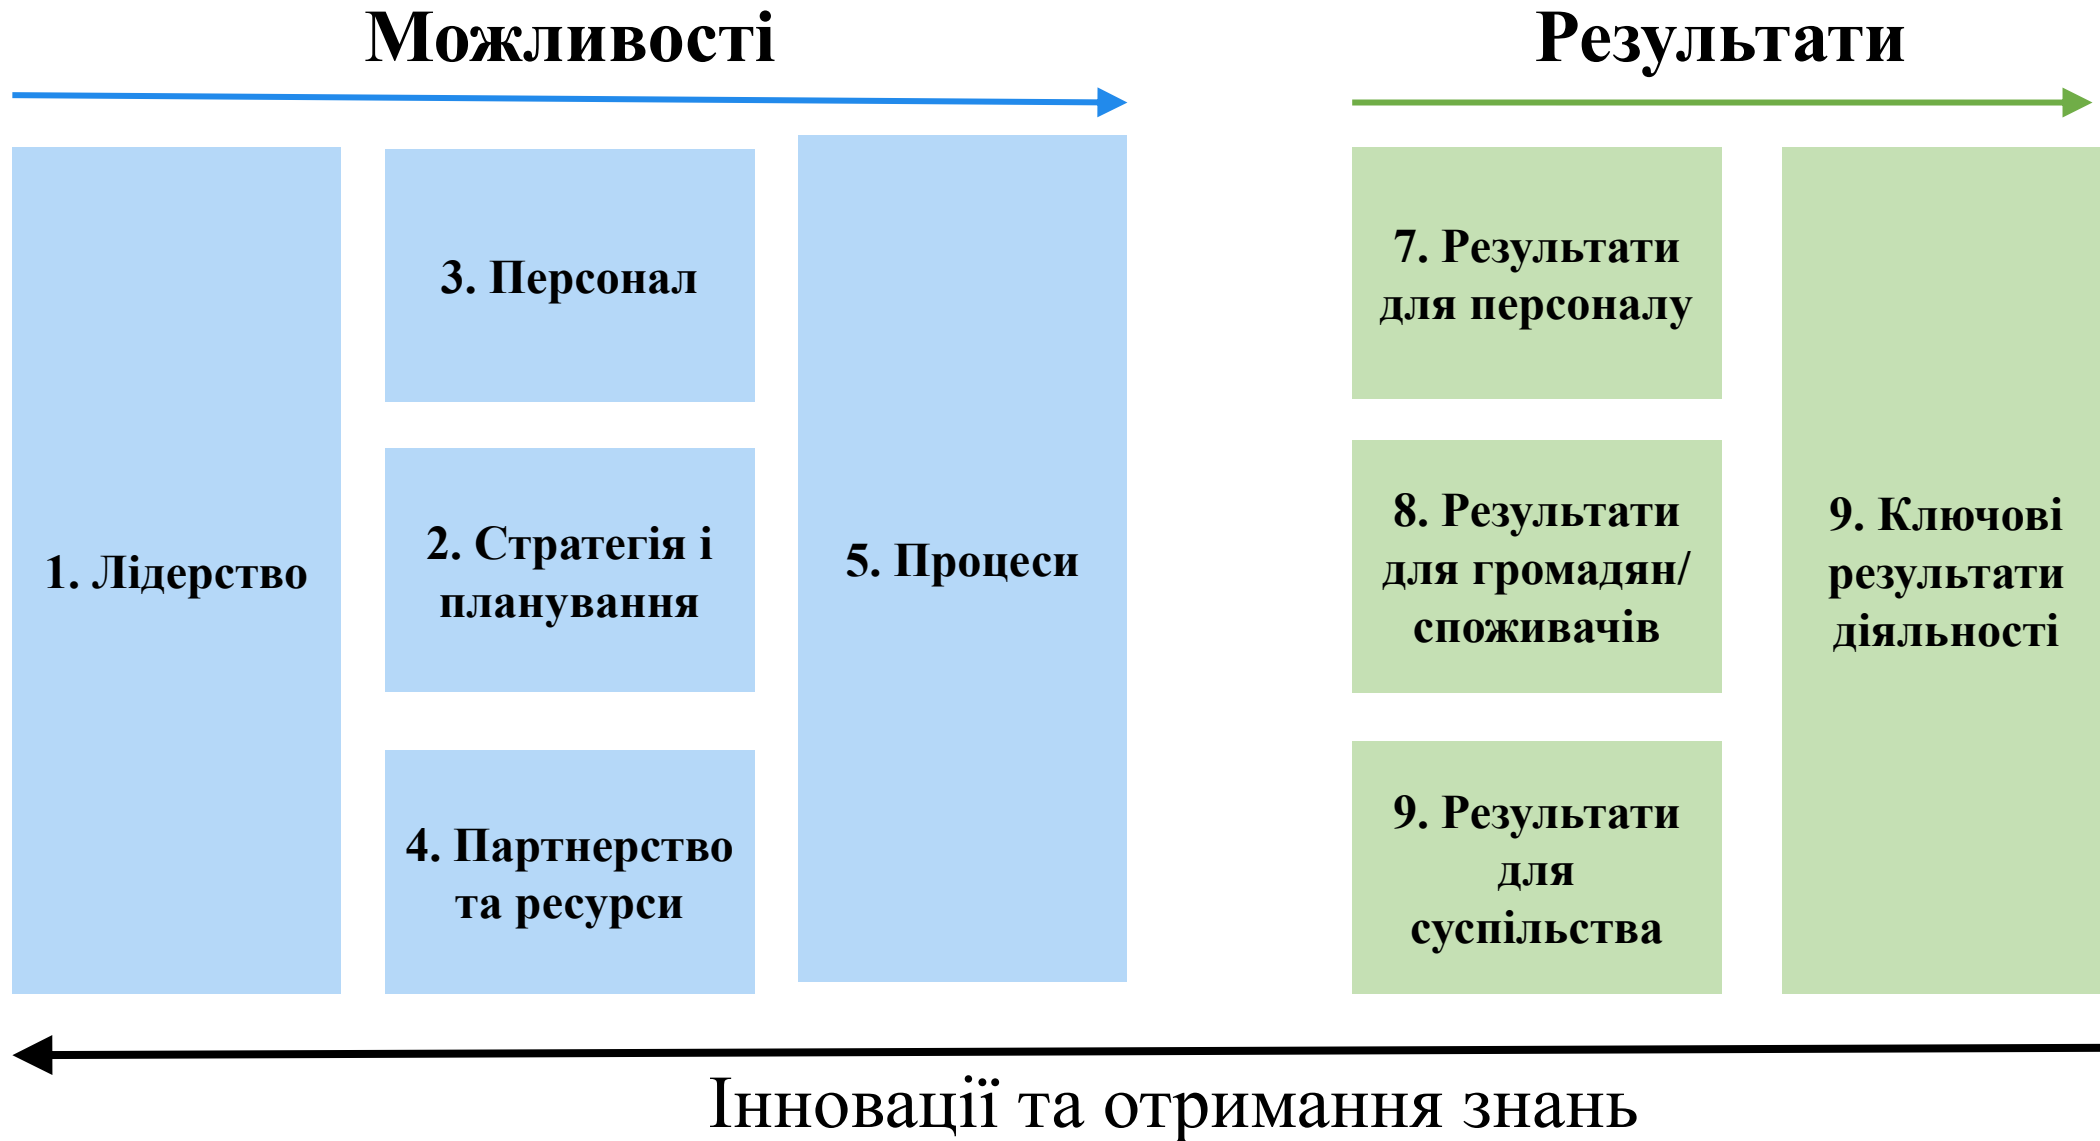 Можливості
Результати
1. Лідерство
3. Персонал
2. Стратегія і
планування
4. Партнерство
та ресурси
5. Процеси
7. Результати
для персоналу
8. Результати
для громадян/
споживачів
9. Результати
для
суспільства
9. Ключові
результати
діяльності
Інновації та отримання знань